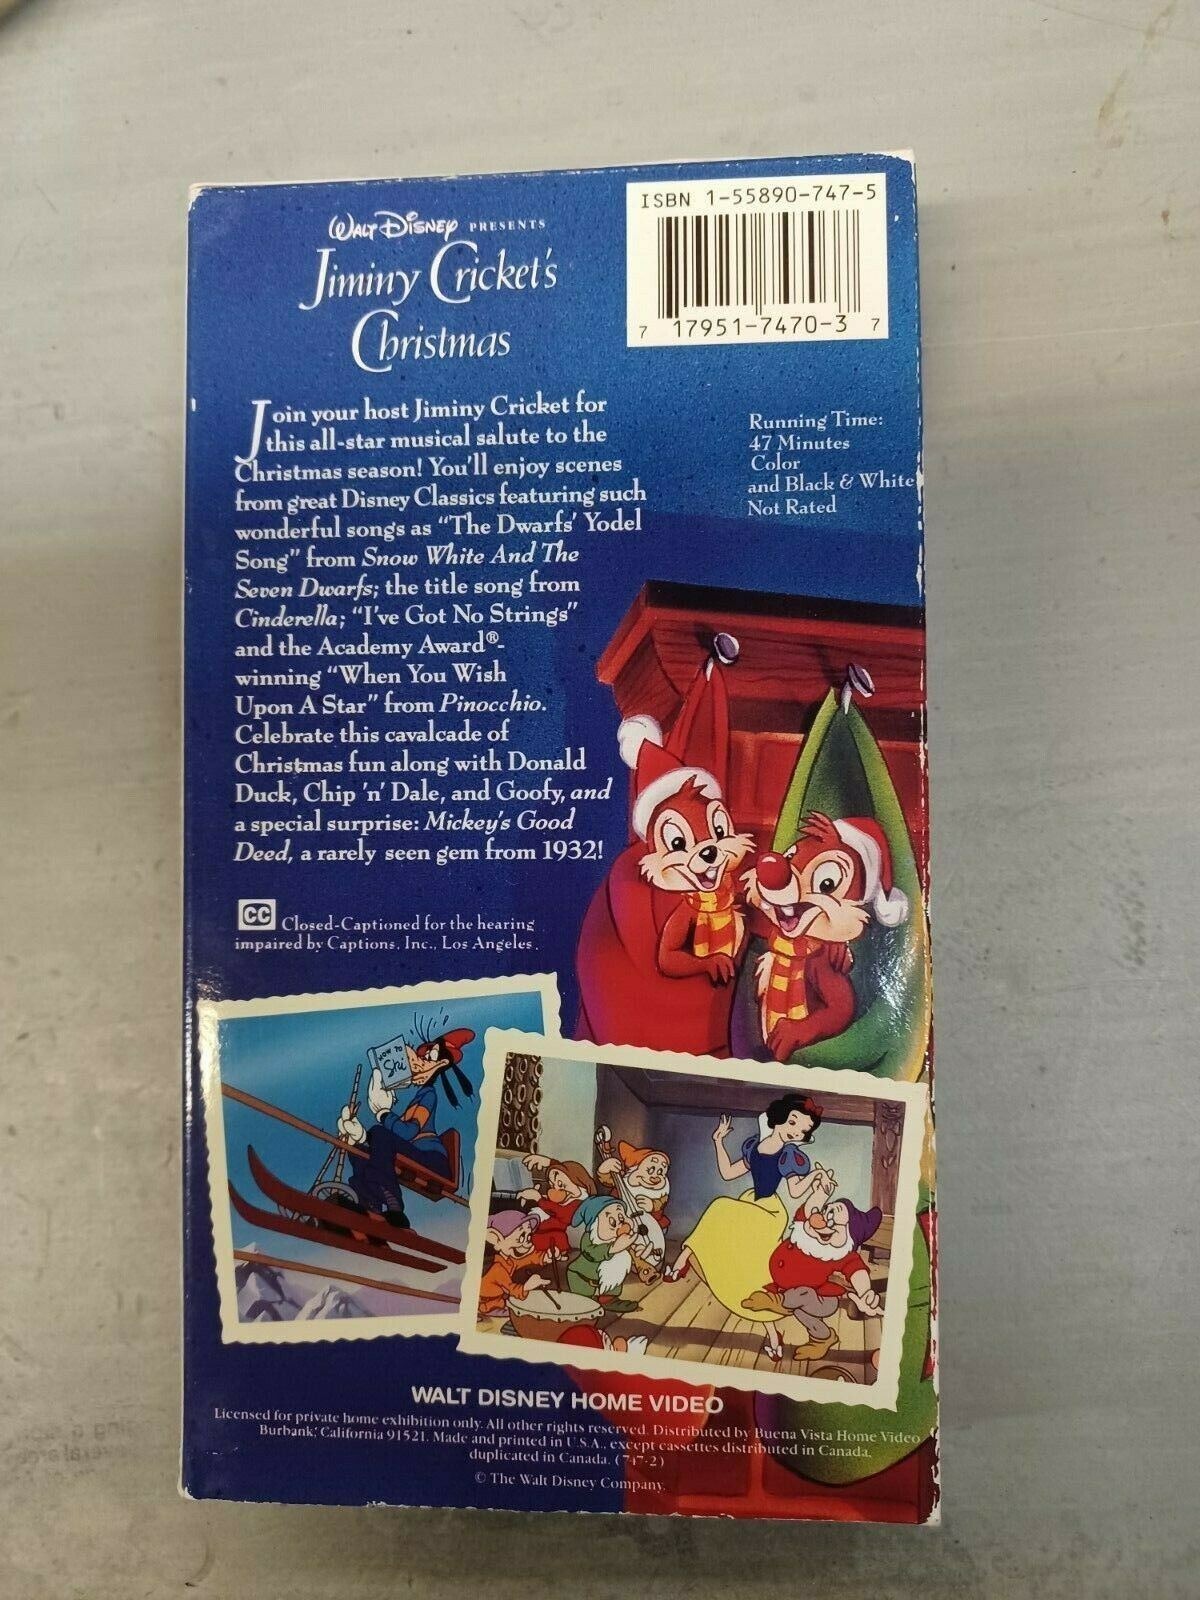 WALT DISNEY PRESENTS
Jiminy Cricket's
Christmas
ISBN 1-55890-747-5
7 17951-7470-3 7
Join your host Jiminy Cricket for
this all-star musical salute to the
Christmas season! You'll enjoy scenes
from great Disney Classics featuring such
wonderful songs as "The Dwarfs' Yodel
Song" from Snow White And The
Seven Dwarfs; the title song from
Cinderella; "I've Got No Strings"
and the Academy Award®-
winning "When You Wish
Upon A Star" from Pinocchio.
Celebrate this cavalcade of
Christmas fun along with Donald
Duck, Chip 'n' Dale, and Goofy, and
a special surprise: Mickey's Good
Deed, a rarely seen gem from 1932!
Running Time:
47 Minutes
Color
and Black & White
Not Rated
CC Closed-Captioned for the hearing
impaired by Captions, Inc., Los Angeles.
HOW TO
Ski
WALT DISNEY HOME VIDEO
Licensed for private home exhibition only. All other rights reserved. Distributed by Buena Vista Home Video
Burbank, California 91521. Made and printed in U.S.A., except cassettes distributed in Canada,
duplicated in Canada. (747-2)
© The Walt Disney Company.